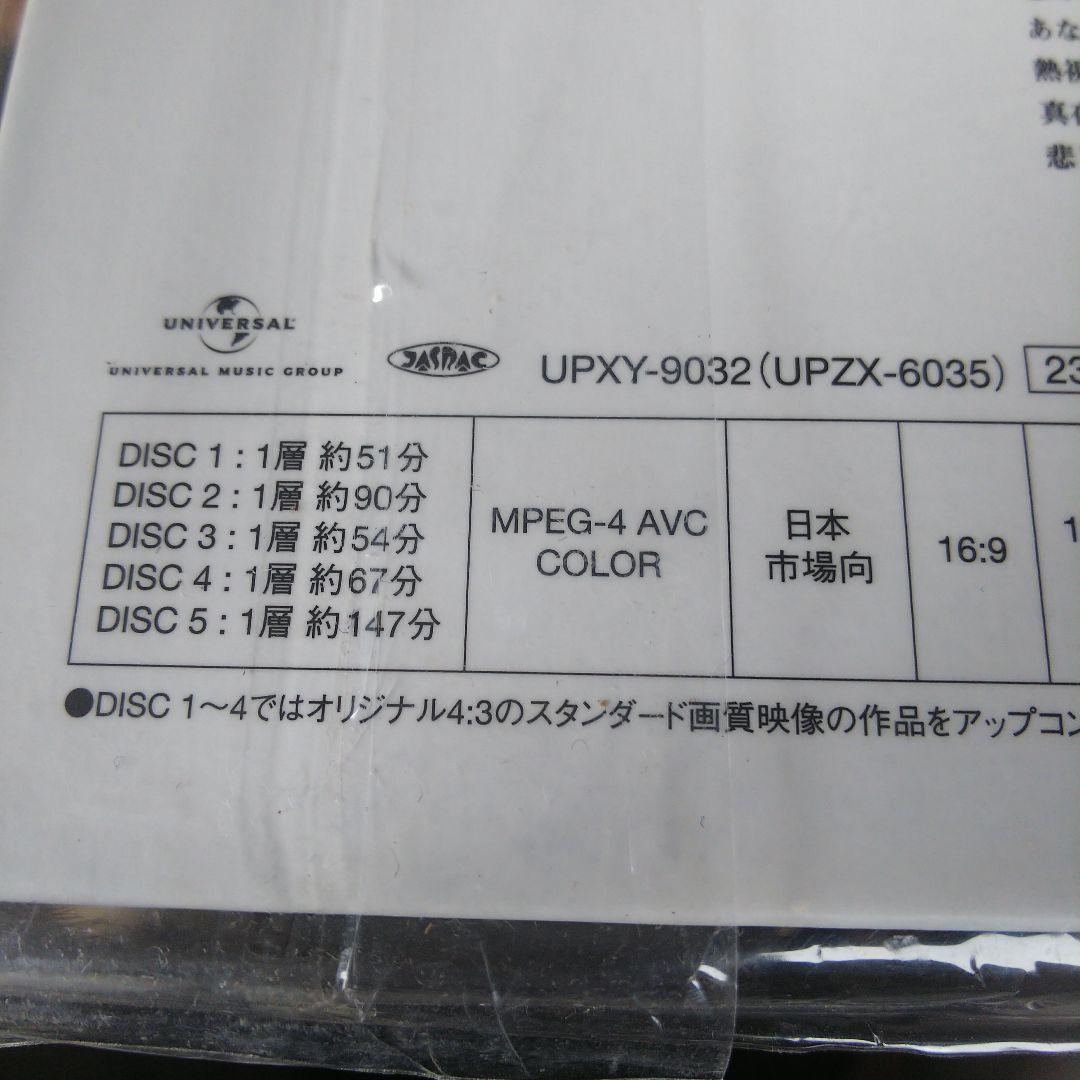 あな
熱視
真夜
悲
UNIVERSAL
UNIVERSAL MUSIC GROUP
JASRAC
UPXY-9032(UPZX-6035) 23
DISC 1 : 1層 約51分
DISC 2 : 1層 約90分
DISC 3 : 1層 約54分
DISC 4 : 1層 約67分
DISC 5 : 1層 約147分
MPEG-4 AVC
COLOR
日本
市場向
16:9
1
●DISC 1～4ではオリジナル4:3のスタンダード画質映像の作品をアップコン